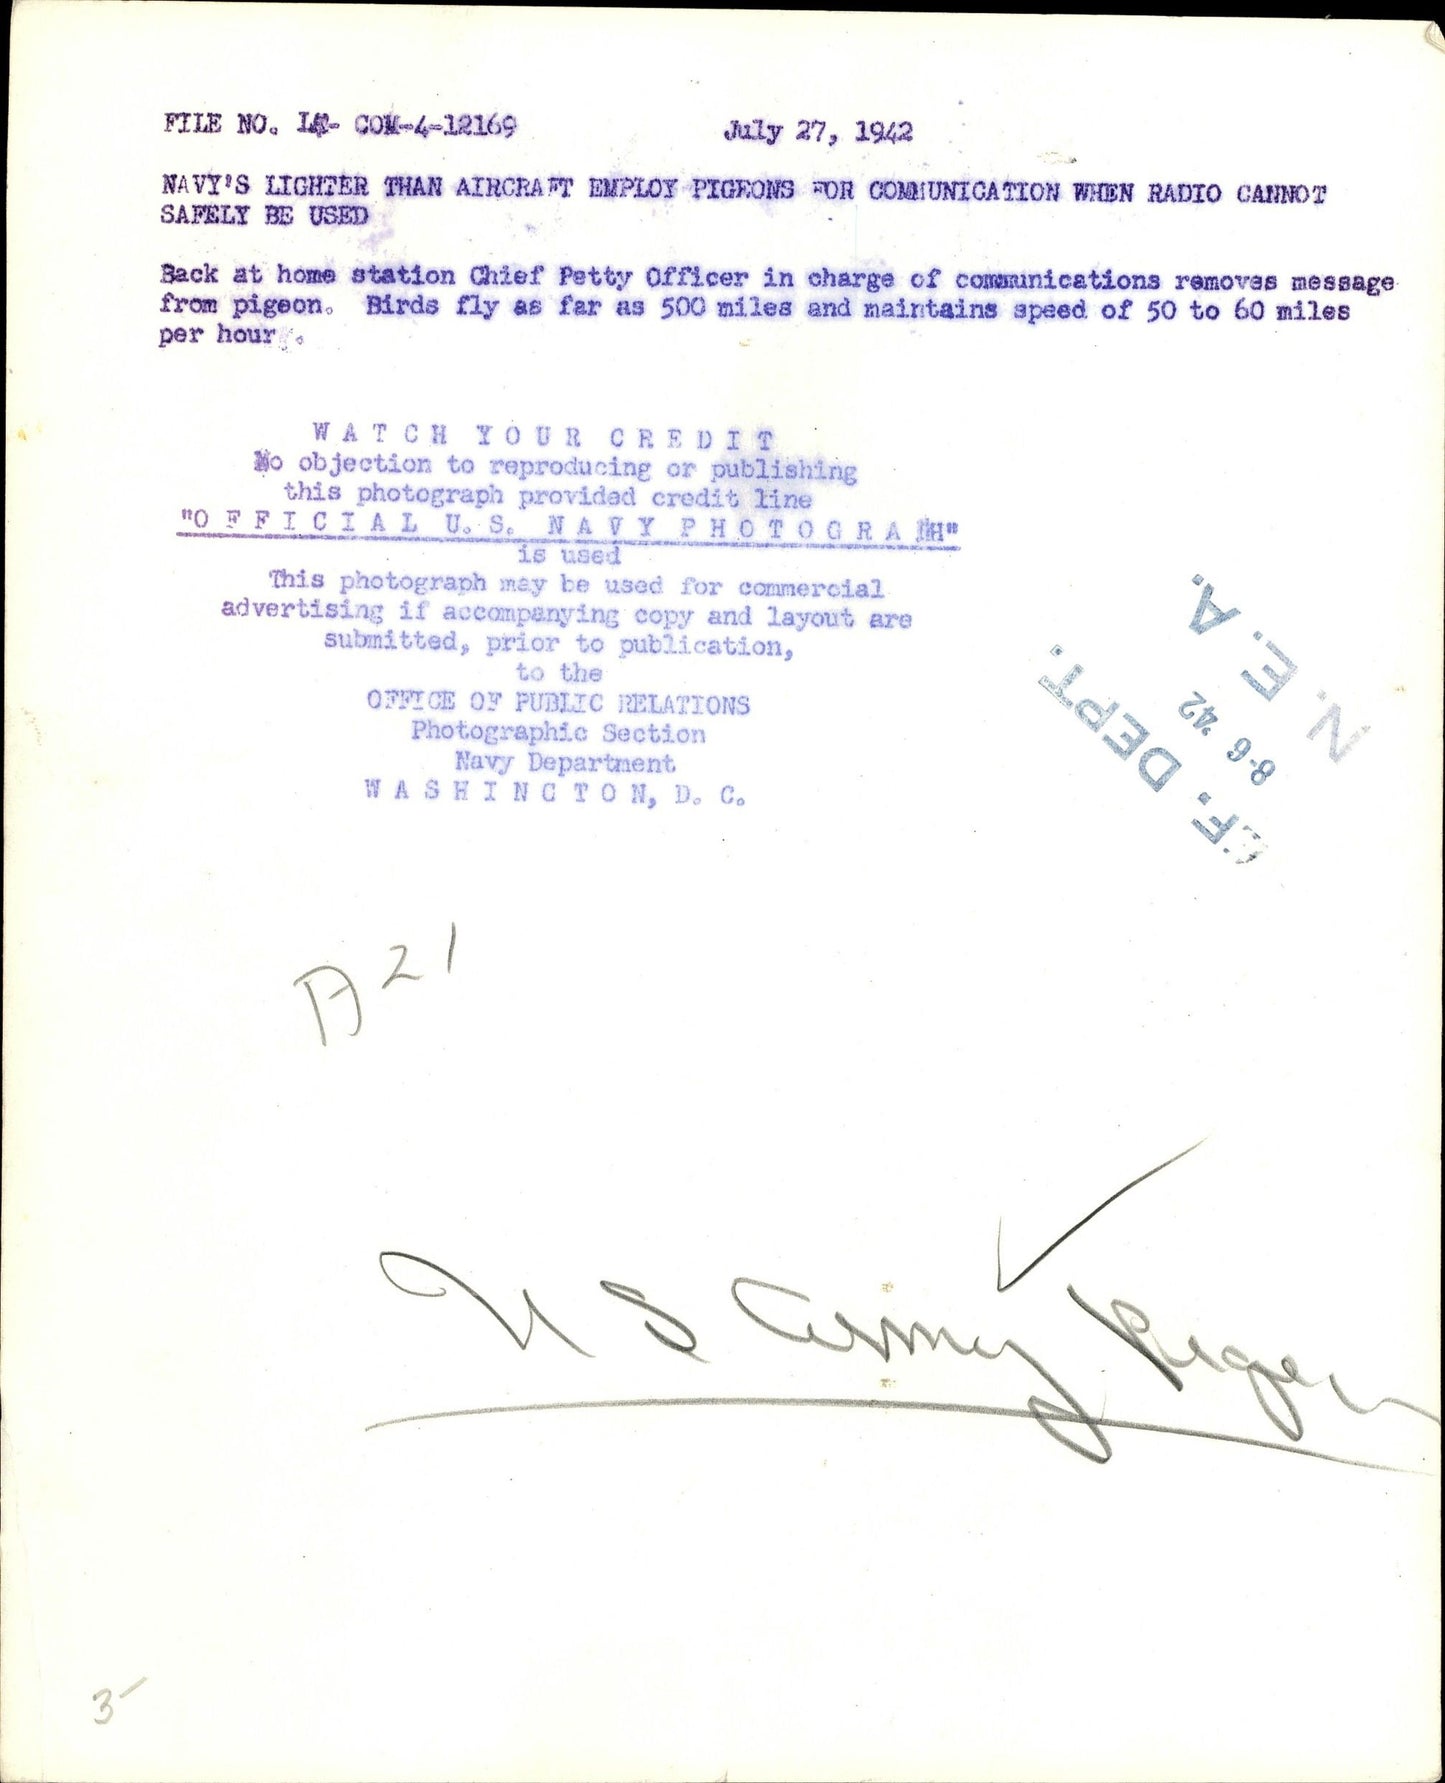 FILE NO. COM-4-12169 July 27, 1942
NAVY'S LIGHTER THAN AIRCRAFT EMPLOY PIGEONS FOR COMMUNICATION WHEN RADIO CANNOT
SAFELY BE USED
Back at home station Chief Petty Officer in charge of communications removes message
from pigeon. Birds fly as far as 500 miles and maintains speed of 50 to 60 miles
per hour.
WATCH YOUR CREDIT
No objection to reproducing or publishing
this photograph provided credit line
"OFFICIAL U.S. NAVY PHOTOGRAPH"
is used
This photograph may be used for commercial
advertising if accompanying copy and layout are
submitted, prior to publication,
to the
OFFICE OF PUBLIC RELATIONS
Photographic Section
Navy Department
WASHINGTON, D. C.
N. E. A.
8-6 '42
DEPT.
A21
U S Army Pigeon
3-